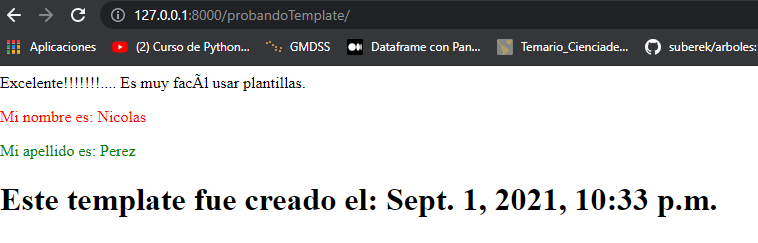 127.0.0.1:8000/probandoTemplate/
Aplicaciones (2) Curso de Python... GMDSS Dataframe con Pan... Temario_Cienciade... suberek/arboles:
Excelente!!!!!!!.... Es muy facÃl usar plantillas.
Mi nombre es: Nicolas
Mi apellido es: Perez
Este template fue creado el: Sept. 1, 2021, 10:33 p.m.